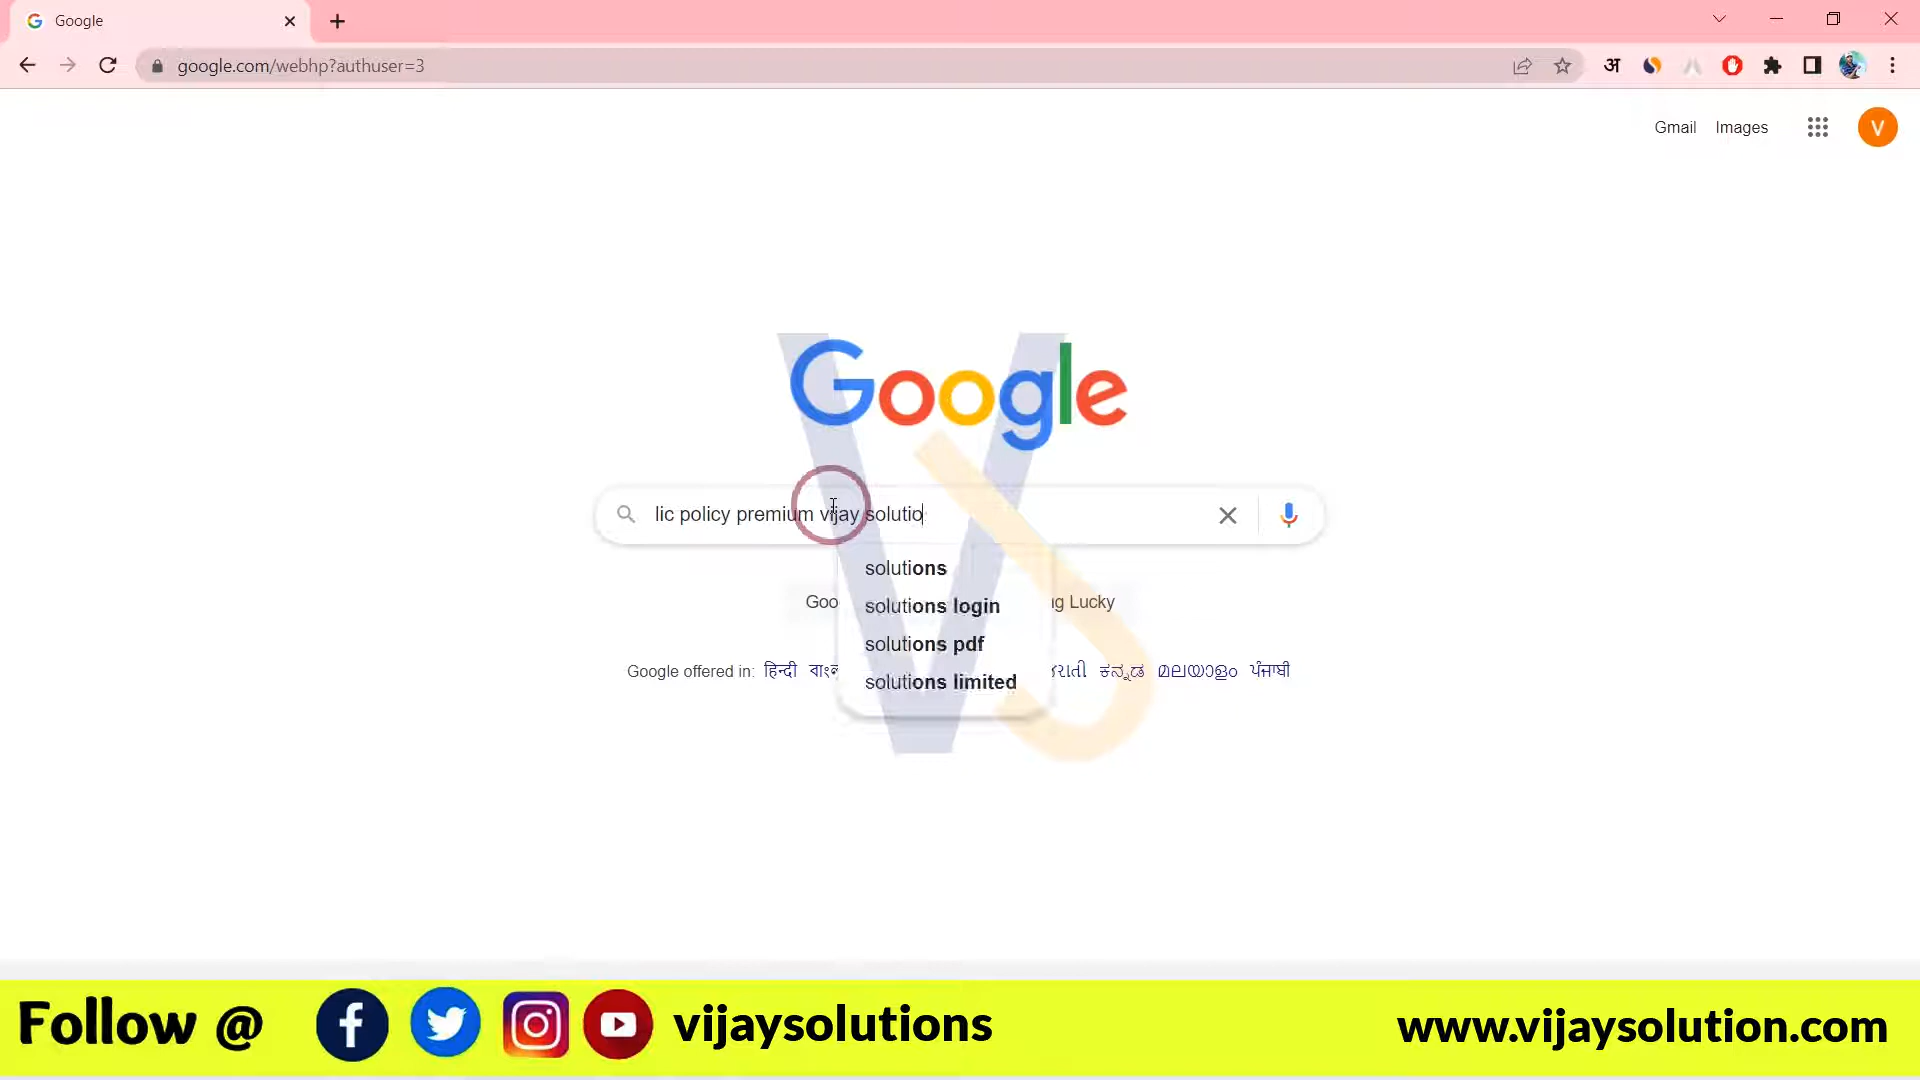 Google
google.com/webhp?authuser=3
अ
Gmail Images
V
Google
lic policy premium vijay solutio
solutions
Goo
solutions login
ng Lucky
solutions pdf
Google offered in: हिन्दी ಕನ್ನಡ മലയാളം ਪੰਜਾਬੀ
solutions limited
Follow @ vijaysolutions www.vijaysolution.com